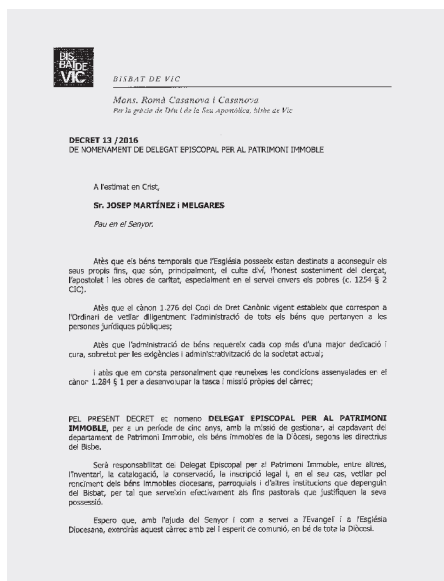 BIS
BAT DE
VIC
BISBAT DE VIC
Mons. Romà Casanova i Casanova
Per la gràcia de Déu i de la Seu Apostòlica, bisbe de Vic
DECRET 13 /2016
DE NOMENAMENT DE DELEGAT EPISCOPAL PER AL PATRIMONI IMMOBLE
A l'estimat en Crist,
Sr. JOSEP MARTÍNEZ i MELGARES
Pau en el Senyor.
Atès que els béns temporals que l'Església posseeix estan destinats a aconseguir els
seus propis fins, que són, principalment, el culte diví, l'honest sosteniment del clergat,
l'apostolat i les obres de caritat, especialment en el servei envers els pobres (c. 1254 § 2
CIC).
Atès que el cànon 1.276 del Codi de Dret Canònic vigent estableix que correspon a
l'Ordinari de vetllar diligentment l'administració de tots els béns que pertanyen a les
persones jurídiques públiques;
Atès que l'administració de béns requereix cada cop més d'una major dedicació i
cura, sobretot per les exigències i administrativització de la societat actual;
I atès que em consta personalment que reuneixes les condicions assenyalades en el
cànon 1.284 § 1 per a desenvolupar la tasca i missió pròpies del càrrec;
PEL PRESENT DECRET et nomeno DELEGAT EPISCOPAL PER AL PATRIMONI
IMMOBLE, per a un període de cinc anys, amb la missió de gestionar, al capdavant del
departament de Patrimoni Immoble, els béns immobles de la Diòcesi, segons les directrius
del Bisbe.
Serà responsabilitat del Delegat Episcopal per al Patrimoni Immoble, entre altres,
l'inventari, la catalogació, la conservació, la inscripció legal i, en el seu cas, vetllar pel
rendiment dels béns immobles diocesans, parroquials i d'altres institucions que depenguin
del Bisbat, per tal que serveixin efectivament als fins pastorals que justifiquen la seva
possessió.
Espero que, amb l'ajuda del Senyor i com a servei a l'Evangeli i a l'Església
Diocesana, exerciràs aquest càrrec amb zel i esperit de comunió, en bé de tota la Diòcesi.